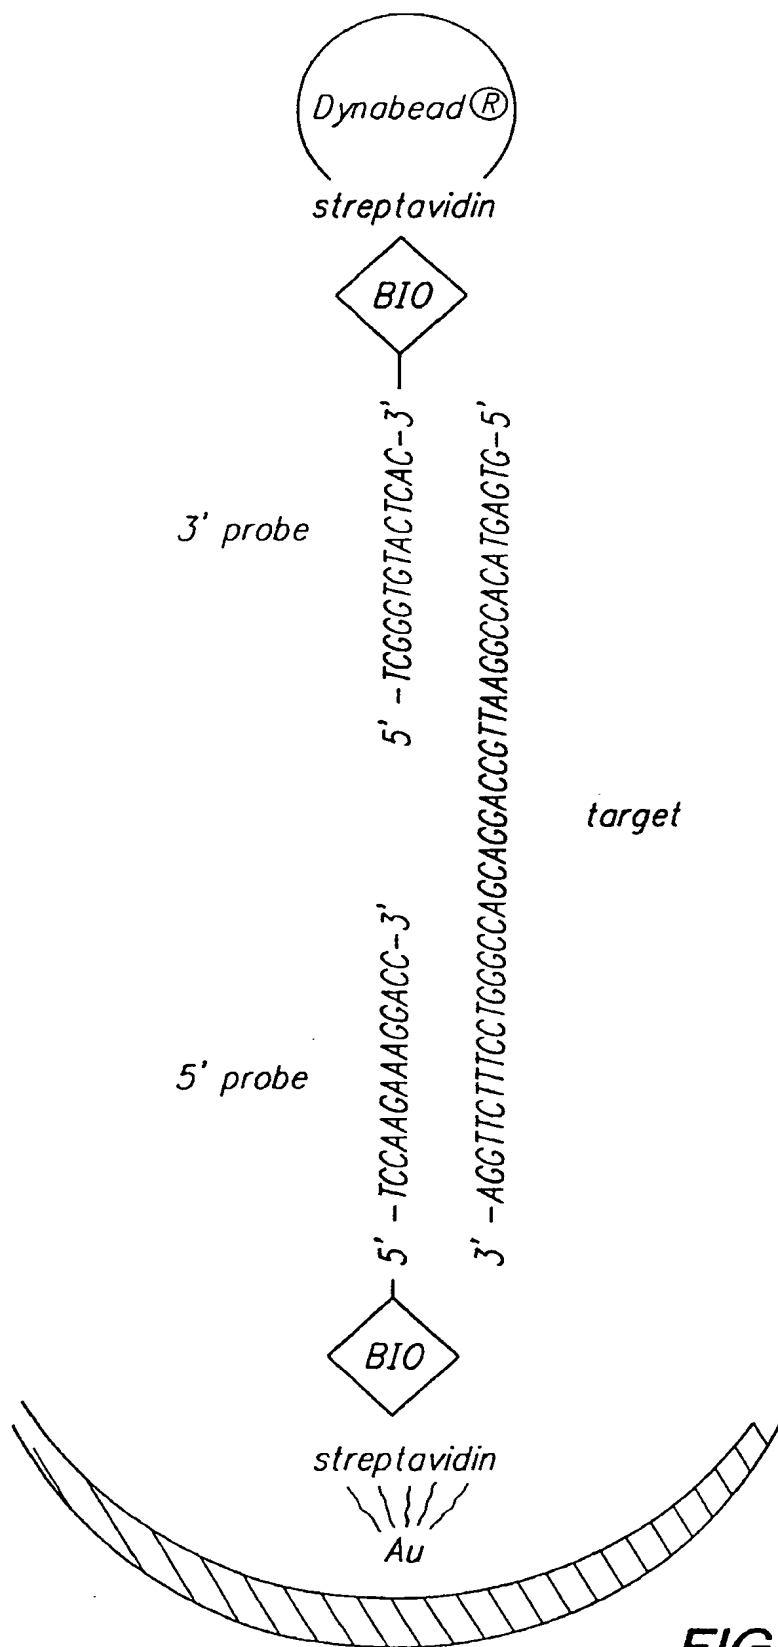 Dynabead®
streptavidin
BIO
3' probe
5' -TCGGGTGTACTCAC-3'
3' -AGGTTCTTTCCTGGGCCAGCAGGACCGTTAAGGCCACATGAGTG-5'
target
5' probe
5' -TCCAAGAAAGGACC-3'
BIO
streptavidin
Au